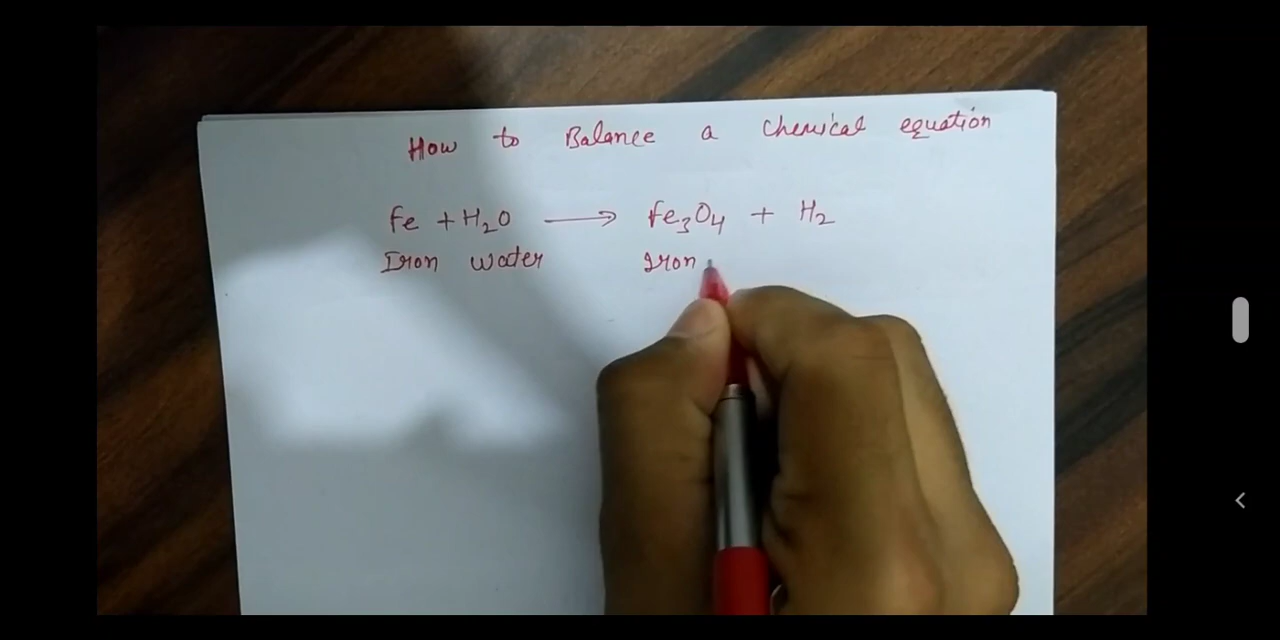 How to Balance a Chemical equation
Fe + H₂O ⟶ Fe₃O₄ + H₂
Iron water Iron